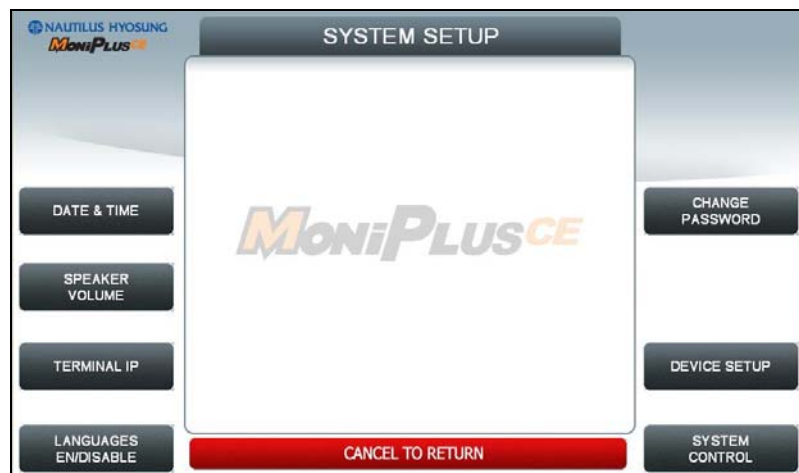 NAUTILUS HYOSUNG
MONiPLUSCE
SYSTEM SETUP
DATE & TIME
SPEAKER
VOLUME
TERMINAL IP
LANGUAGES
EN/DISABLE
MONiPLUSCE
CHANGE
PASSWORD
DEVICE SETUP
SYSTEM
CONTROL
CANCEL TO RETURN